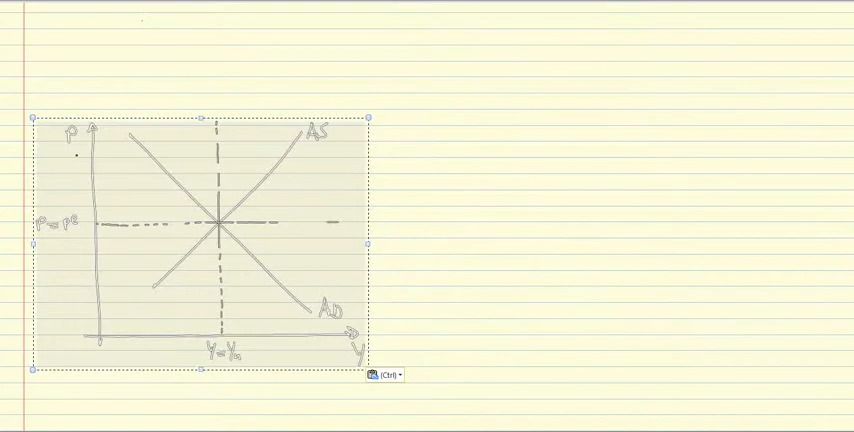 P
AS
P = Pᵉ
AD
Y = Yₙ
Y
(Ctrl)